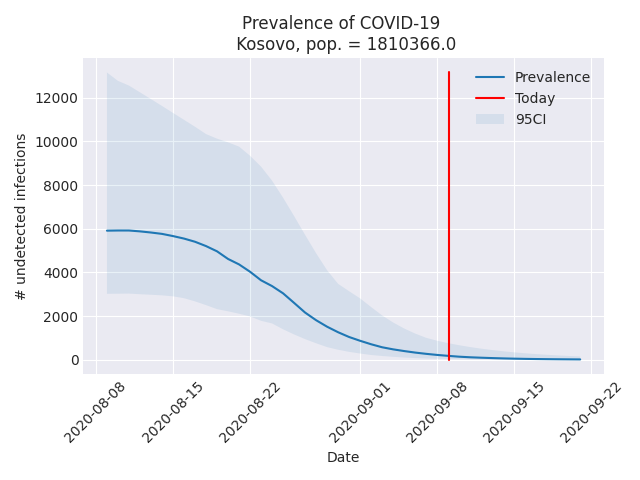 Prevalence of COVID-19
Kosovo, pop. = 1810366.0
Prevalence
Today
95CI
12000
10000
8000
6000
4000
2000
0
# undetected infections
2020-08-08
2020-08-15
2020-08-22
2020-09-01
2020-09-08
2020-09-15
2020-09-22
Date